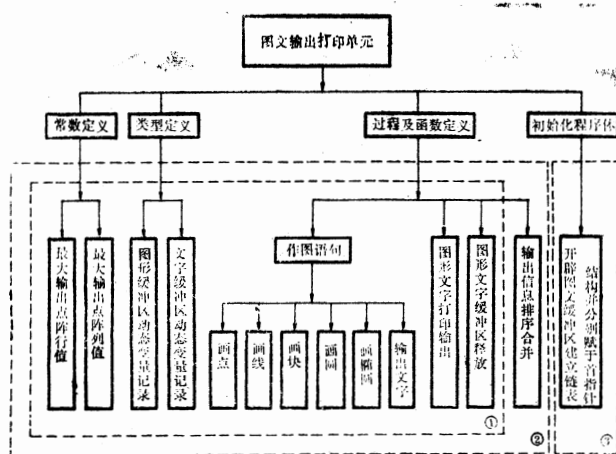 图文输出打印单元
常数定义
类型定义
过程及函数定义
初始化程序体
作图语句
最大输出点阵行值
最大输出点阵列值
图形缓冲区动态变量记录
文字缓冲区动态变量记录
画点
画线
画块
画圆
画椭圆
输出文字
图形文字打印输出
图形文字缓冲区释放
输出信息排序合并
开辟图文缓冲区建立链表
结构并分别赋于首指针
①
②